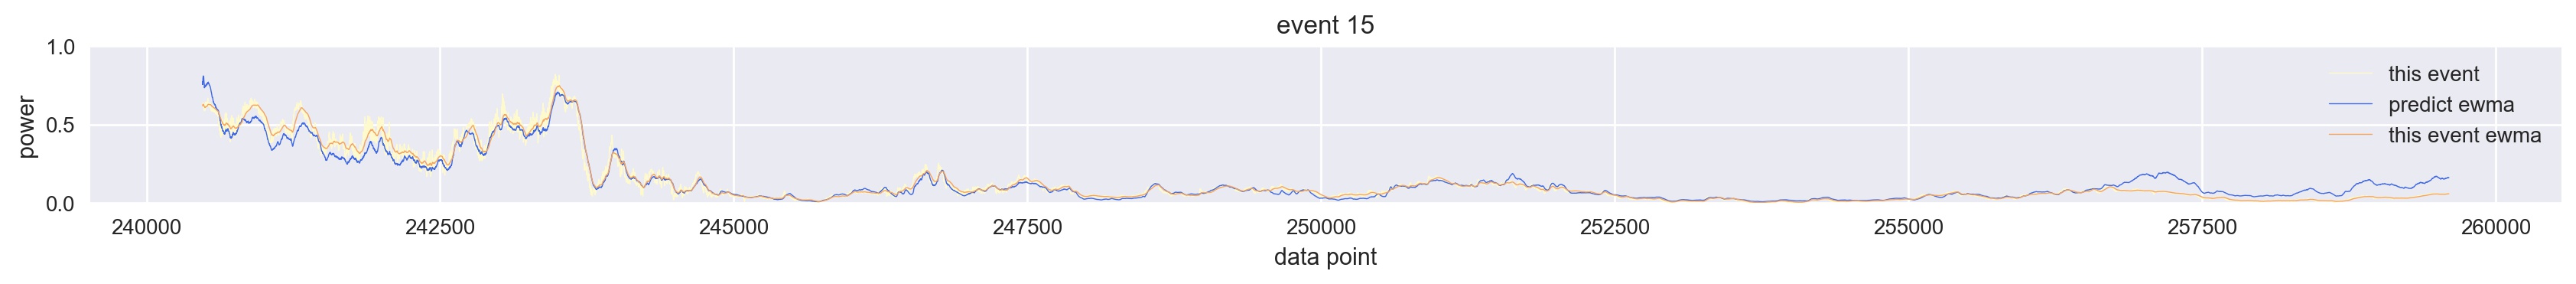 event 15
1.0
0.5
0.0
power
this event
predict ewma
this event ewma
240000 242500 245000 247500 250000 252500 255000 257500 260000
data point